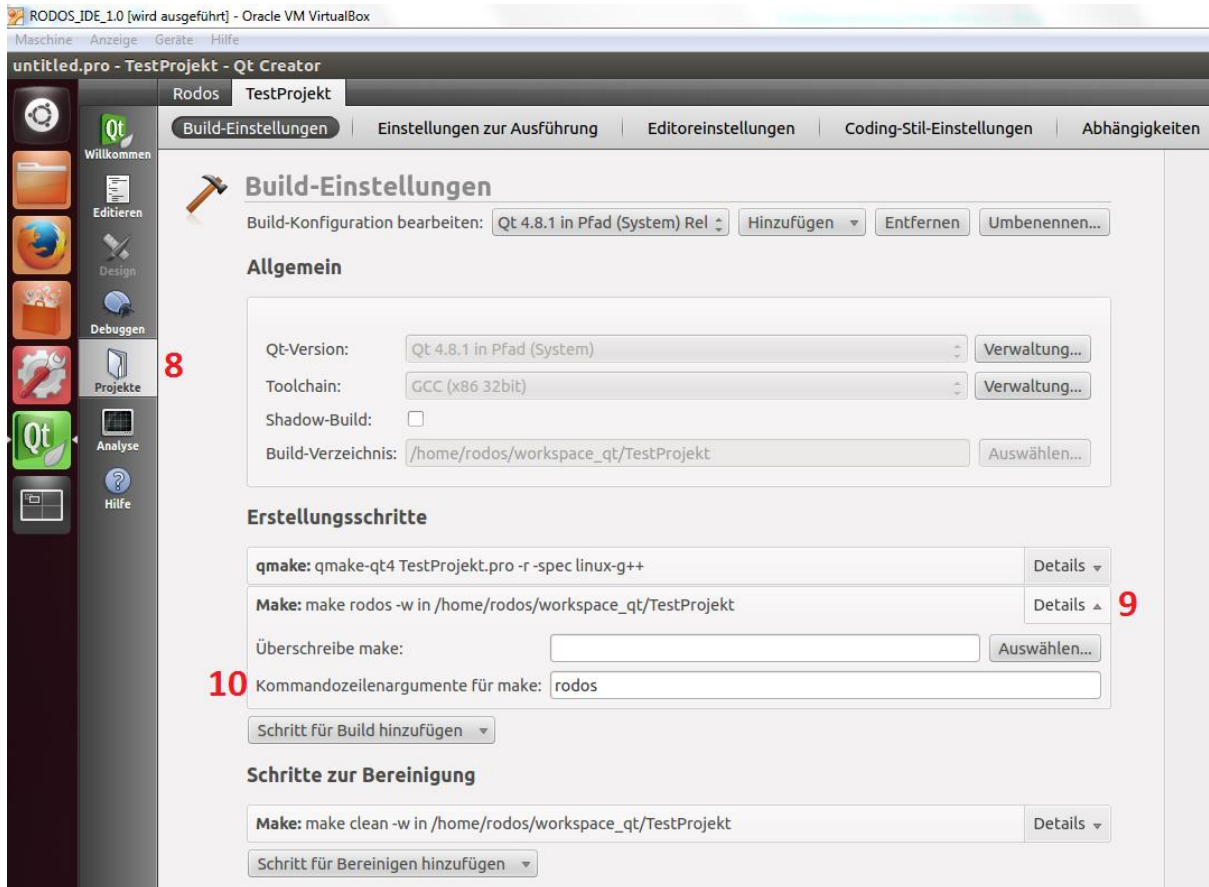 RODOS_IDE_1.0 [wird ausgeführt] - Oracle VM VirtualBox
Maschine Anzeige Geräte Hilfe
untitled.pro - TestProjekt - Qt Creator
Rodos TestProjekt
Build-Einstellungen Einstellungen zur Ausführung Editoreinstellungen Coding-Stil-Einstellungen Abhängigkeiten
Qt
Willkommen
Editieren
Design
Debuggen
Projekte
8
Qt
Analyse
Hilfe
Build-Einstellungen
Build-Konfiguration bearbeiten: Qt 4.8.1 in Pfad (System) Rel Hinzufügen Entfernen Umbenennen...
Allgemein
Qt-Version: Qt 4.8.1 in Pfad (System) Verwaltung...
Toolchain: GCC (x86 32bit) Verwaltung...
Shadow-Build:
Build-Verzeichnis: /home/rodos/workspace_qt/TestProjekt Auswählen...
Erstellungsschritte
qmake: qmake-qt4 TestProjekt.pro -r -spec linux-g++ Details
Make: make rodos -w in /home/rodos/workspace_qt/TestProjekt Details 9
Überschreibe make: Auswählen...
10 Kommandozeilenargumente für make: rodos
Schritt für Build hinzufügen
Schritte zur Bereinigung
Make: make clean -w in /home/rodos/workspace_qt/TestProjekt Details
Schritt für Bereinigen hinzufügen